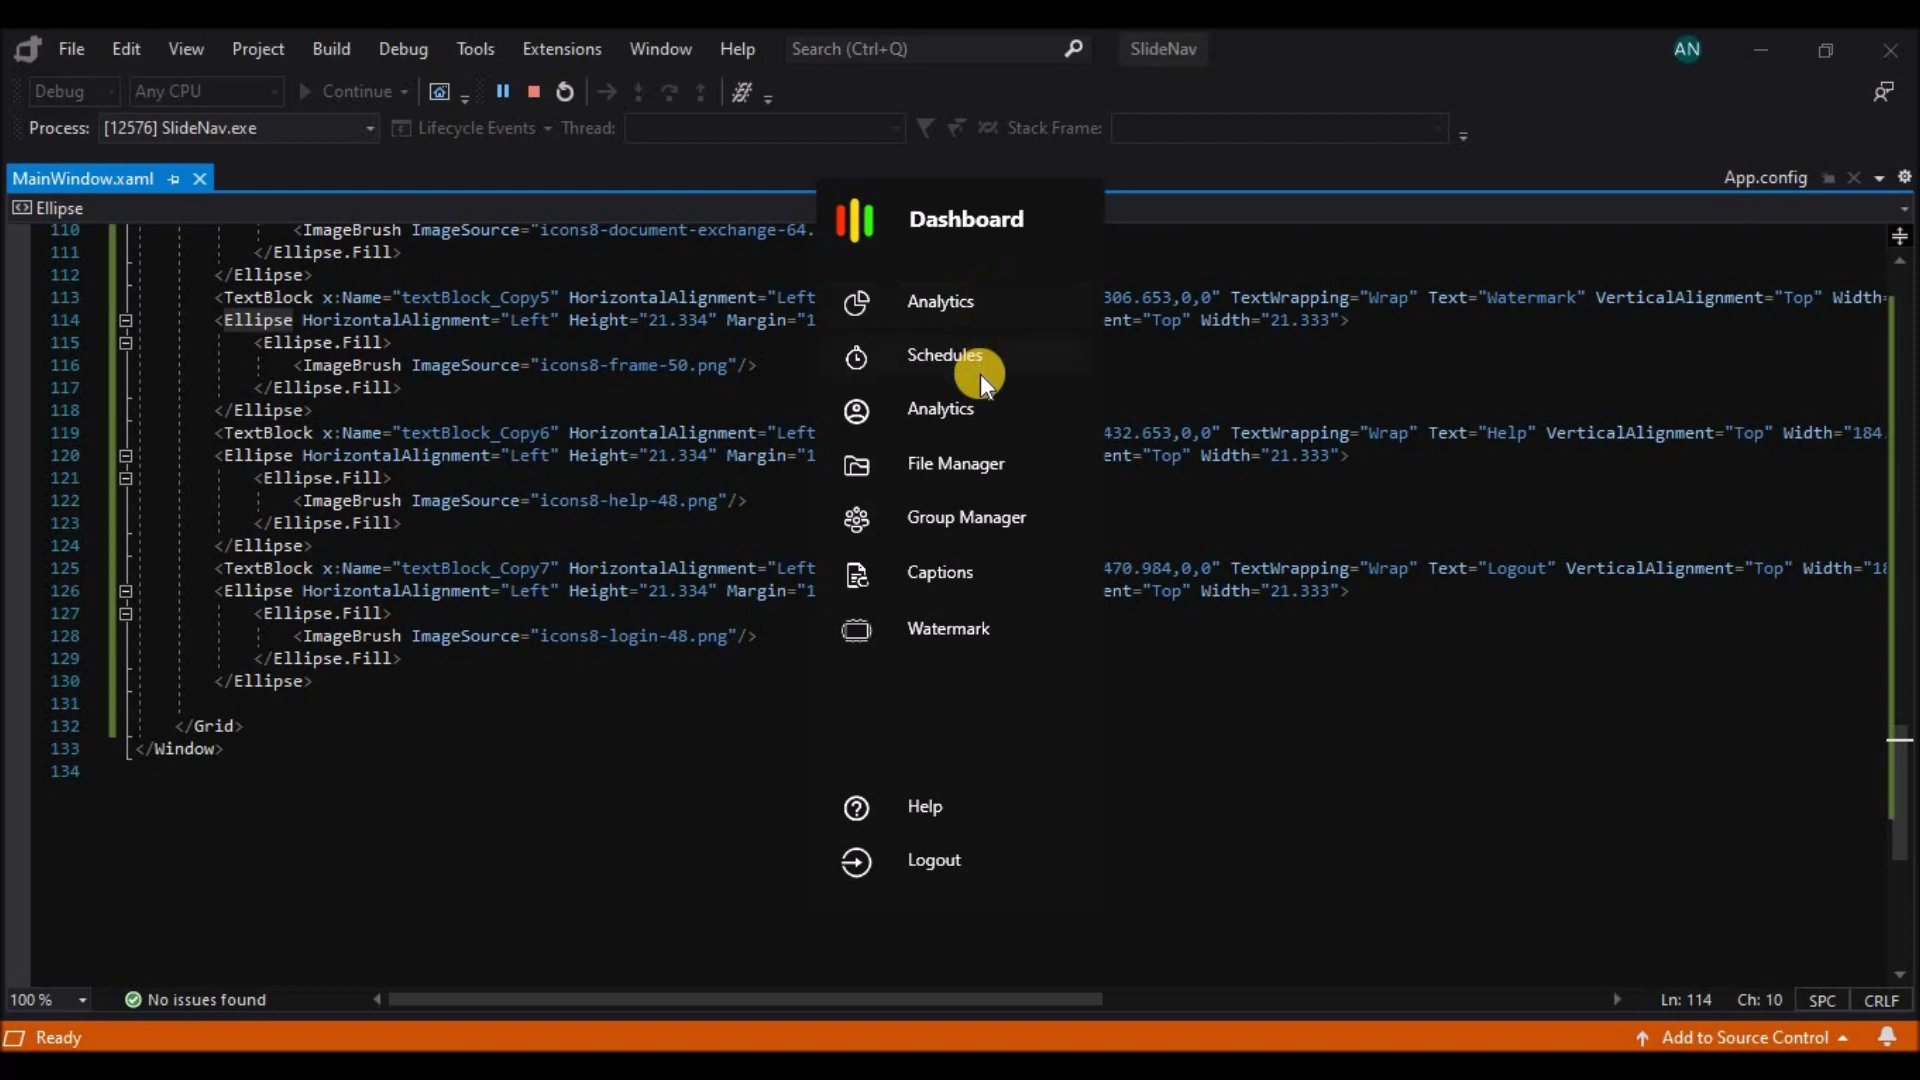 File Edit View Project Build Debug Tools Extensions Window Help Search (Ctrl+Q) SlideNav AN
Debug Any CPU Continue
Process: [12576] SlideNav.exe Lifecycle Events Thread: Stack Frame:
MainWindow.xaml App.config
Ellipse
110 <ImageBrush ImageSource="icons8-document-exchange-64.
111 </Ellipse.Fill>
112 </Ellipse>
113 <TextBlock x:Name="textBlock_Copy5" HorizontalAlignment="Left 306.653,0,0" TextWrapping="Wrap" Text="Watermark" VerticalAlignment="Top" Width=
114 <Ellipse HorizontalAlignment="Left" Height="21.334" Margin="1 ent="Top" Width="21.333">
115 <Ellipse.Fill>
116 <ImageBrush ImageSource="icons8-frame-50.png"/>
117 </Ellipse.Fill>
118 </Ellipse>
119 <TextBlock x:Name="textBlock_Copy6" HorizontalAlignment="Left 432.653,0,0" TextWrapping="Wrap" Text="Help" VerticalAlignment="Top" Width="184.
120 <Ellipse HorizontalAlignment="Left" Height="21.334" Margin="1 ent="Top" Width="21.333">
121 <Ellipse.Fill>
122 <ImageBrush ImageSource="icons8-help-48.png"/>
123 </Ellipse.Fill>
124 </Ellipse>
125 <TextBlock x:Name="textBlock_Copy7" HorizontalAlignment="Left 470.984,0,0" TextWrapping="Wrap" Text="Logout" VerticalAlignment="Top" Width="18
126 <Ellipse HorizontalAlignment="Left" Height="21.334" Margin="1 ent="Top" Width="21.333">
127 <Ellipse.Fill>
128 <ImageBrush ImageSource="icons8-login-48.png"/>
129 </Ellipse.Fill>
130 </Ellipse>
131
132 </Grid>
133 </Window>
134
Dashboard
Analytics
Schedules
Analytics
File Manager
Group Manager
Captions
Watermark
Help
Logout
100 % No issues found Ln: 114 Ch: 10 SPC CRLF
Ready Add to Source Control